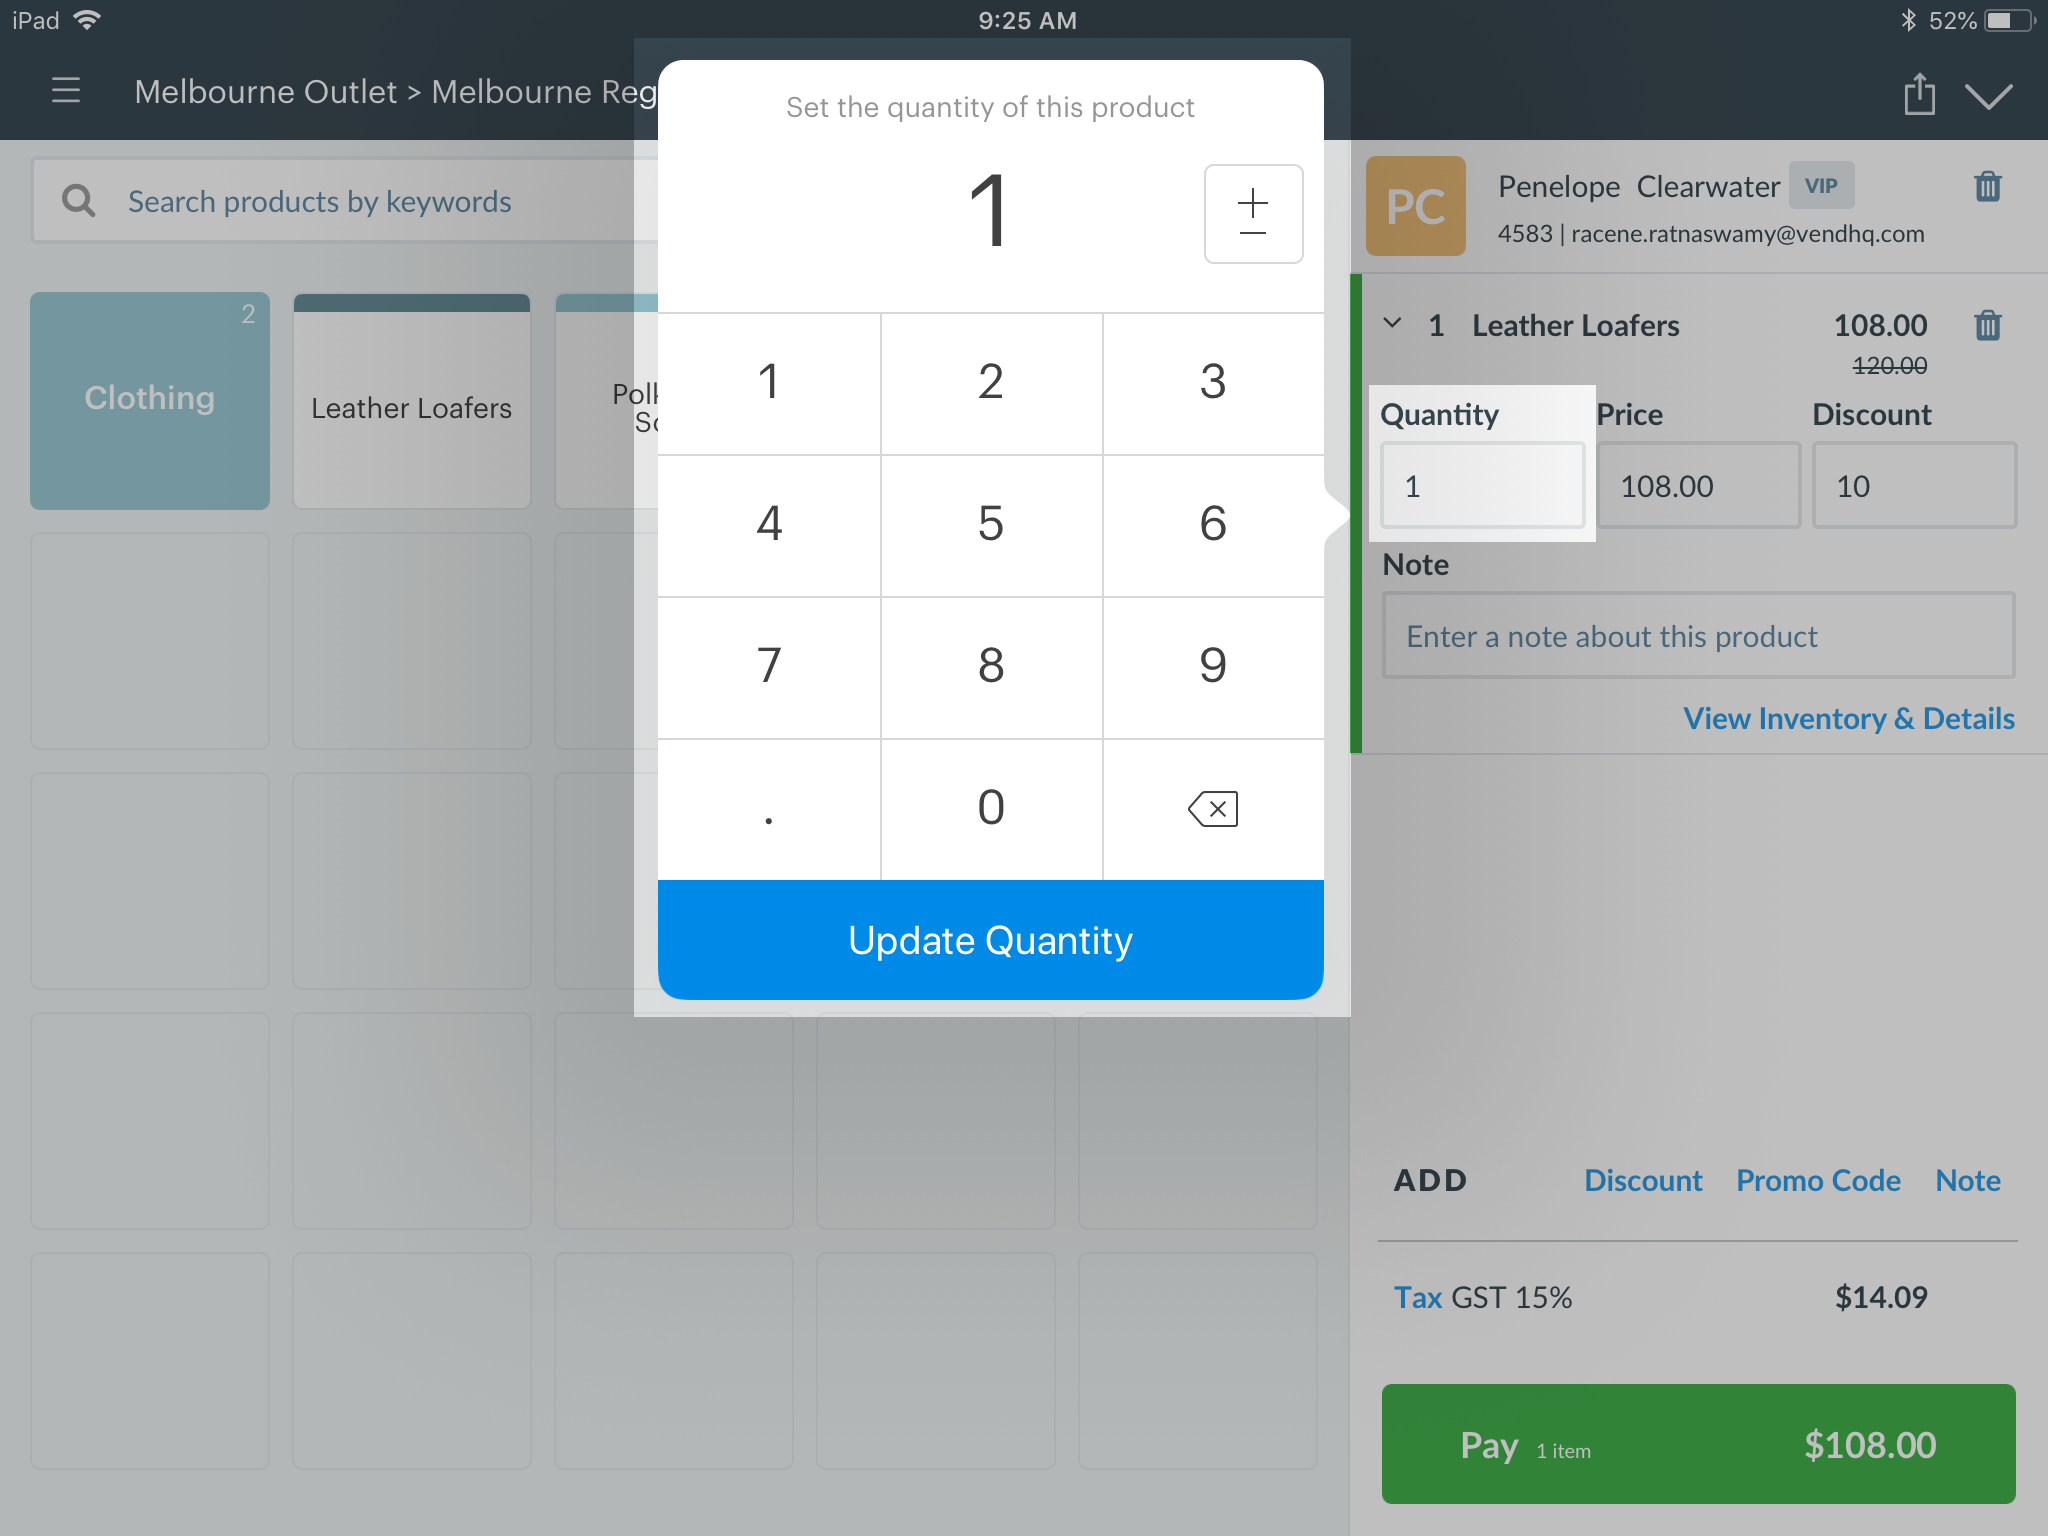 iPad 9:25 AM 52%
Melbourne Outlet > Melbourne Reg
Search products by keywords
2
Clothing
Leather Loafers
Set the quantity of this product
1
1 2 3
4 5 6
7 8 9
. 0
Update Quantity
PC
Penelope Clearwater VIP
4583 | racene.ratnaswamy@vendhq.com
1 Leather Loafers 108.00
120.00
Quantity Price Discount
1 108.00 10
Note
Enter a note about this product
View Inventory & Details
ADD Discount Promo Code Note
Tax GST 15% $14.09
Pay 1 item $108.00